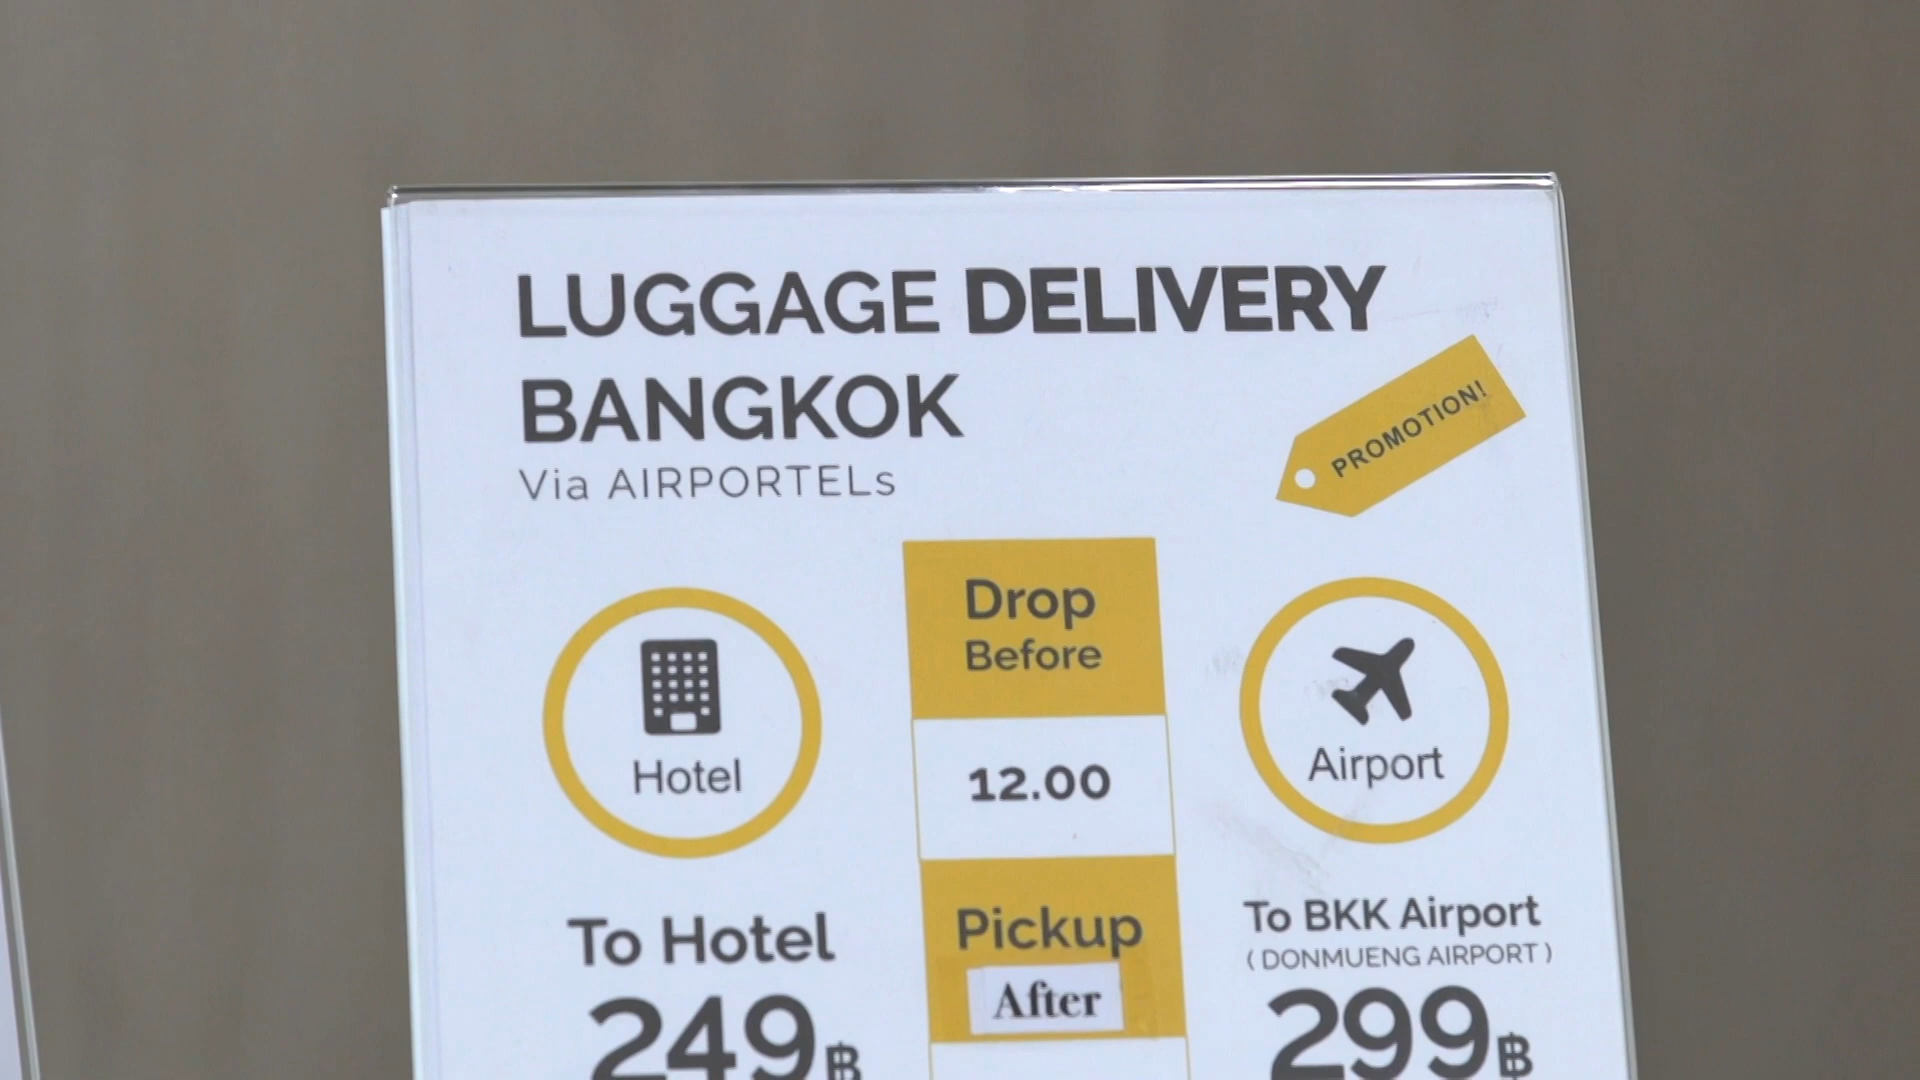 LUGGAGE DELIVERY
BANGKOK
Via AIRPORTELs
PROMOTION!
Hotel
To Hotel
249฿
Drop
Before
12.00
Pickup
After
Airport
To BKK Airport
( DONMUENG AIRPORT )
299฿